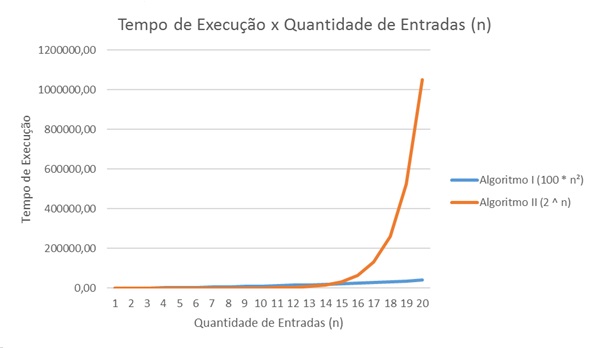 Tempo de Execução x Quantidade de Entradas (n)
1200000,00
1000000,00
800000,00
600000,00
400000,00
200000,00
0,00
Tempo de Execução
1 2 3 4 5 6 7 8 9 10 11 12 13 14 15 16 17 18 19 20
Quantidade de Entradas (n)
Algoritmo I (100 * n²)
Algoritmo II (2 ^ n)